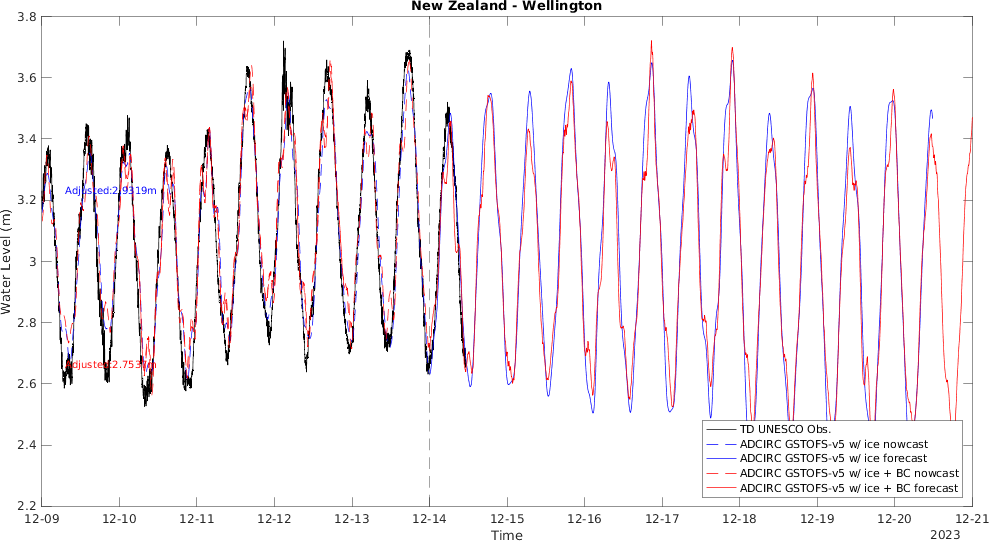 New Zealand - Wellington
3.8
3.6
3.4
3.2
3
2.8
2.6
2.4
2.2
Water Level (m)
Adjusted:2.9319m
TD UNESCO Obs.
ADCIRC GSTOFS-v5 w/ ice nowcast
ADCIRC GSTOFS-v5 w/ ice forecast
ADCIRC GSTOFS-v5 w/ ice + BC nowcast
ADCIRC GSTOFS-v5 w/ ice + BC forecast
12-09 12-10 12-11 12-12 12-13 12-14 12-15 12-16 12-17 12-18 12-19 12-20 12-21
Time
2023